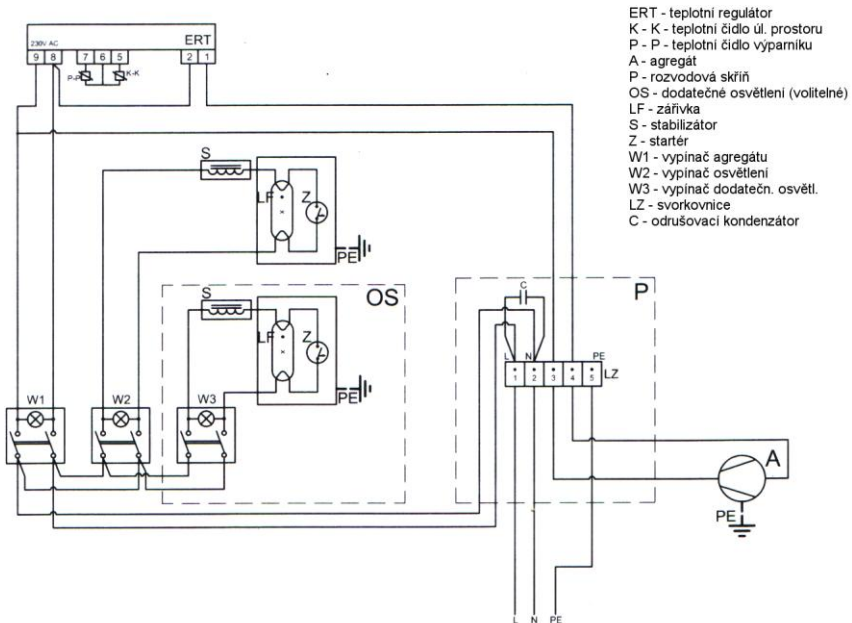 ERT - teplotní regulátor
K - K - teplotní čidlo úl. prostoru
P - P - teplotní čidlo výparníku
A - agregát
P - rozvodová skříň
OS - dodatečné osvětlení (volitelné)
LF - zářivka
S - stabilizátor
Z - startér
W1 - vypínač agregátu
W2 - vypínač osvětlení
W3 - vypínač dodatečn. osvětl.
LZ - svorkovnice
C - odrušovací kondenzátor
230V AC ERT
9 8 7 6 5 2 1
P-P K-K
S
LF Z
PE
S OS
LF Z
PE
W1 W2 W3
P
C
L N PE
1 2 3 4 5 LZ
A
PE
L N PE